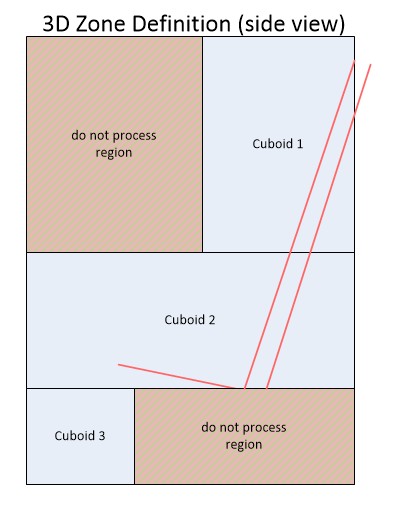 3D Zone Definition (side view)
do not process
region
Cuboid 1
Cuboid 2
Cuboid 3
do not process
region